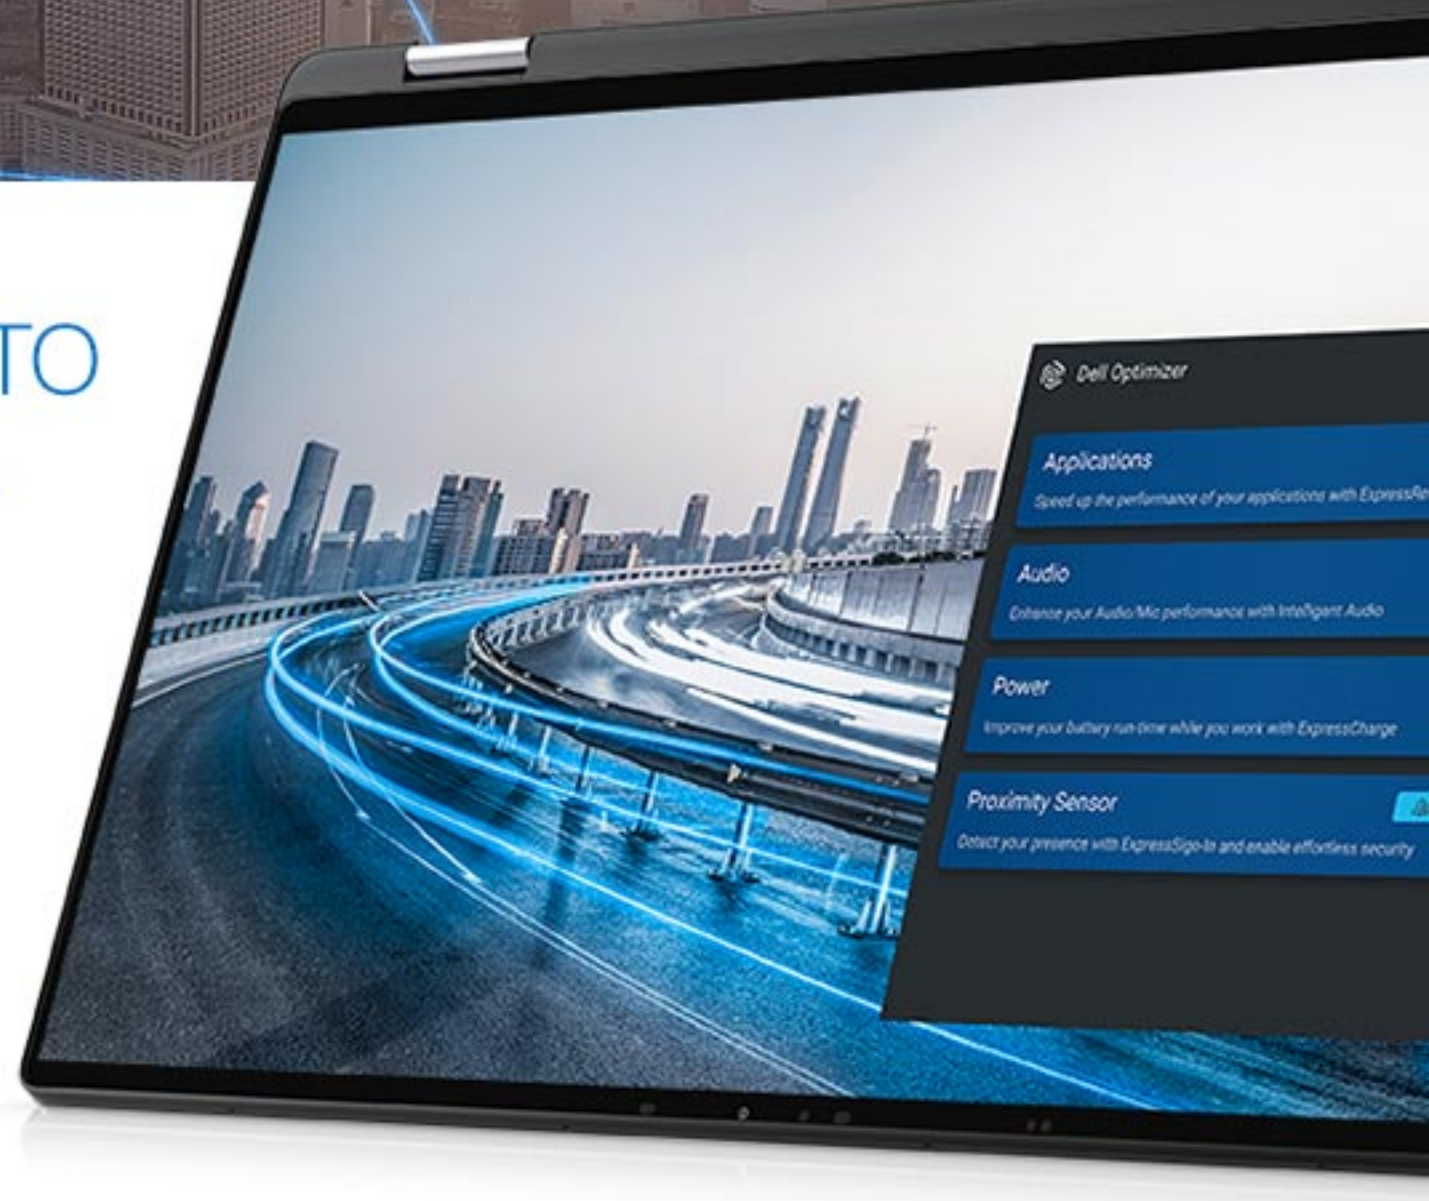 TO
Dell Optimizer
Applications
Speed up the performance of your applications with ExpressRe
Audio
Enhance your Audio/Mic performance with Intelligent Audio
Power
Improve your battery run-time while you work with ExpressCharge
Proximity Sensor
Detect your presence with ExpressSign-In and enable effortless security